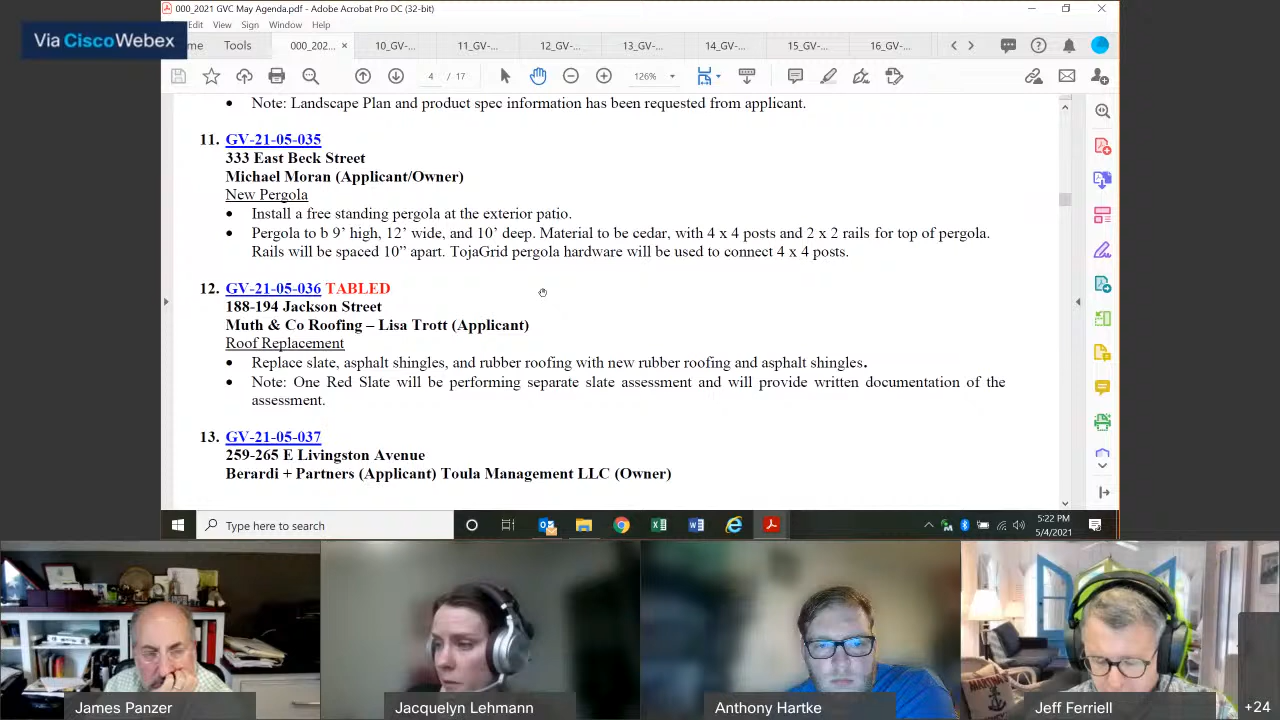 Via CiscoWebex
000_2021 GVC May Agenda.pdf - Adobe Acrobat Pro DC (32-bit)
Edit View Sign Window Help
me Tools 000_202... × 10_GV-... 11_GV-... 12_GV-... 13_GV-... 14_GV-... 15_GV-... 16_GV-...
4 / 17 126%
• Note: Landscape Plan and product spec information has been requested from applicant.
11. GV-21-05-035
333 East Beck Street
Michael Moran (Applicant/Owner)
New Pergola
• Install a free standing pergola at the exterior patio.
• Pergola to b 9’ high, 12’ wide, and 10’ deep. Material to be cedar, with 4 x 4 posts and 2 x 2 rails for top of pergola.
Rails will be spaced 10” apart. TojaGrid pergola hardware will be used to connect 4 x 4 posts.
12. GV-21-05-036 TABLED
188-194 Jackson Street
Muth & Co Roofing – Lisa Trott (Applicant)
Roof Replacement
• Replace slate, asphalt shingles, and rubber roofing with new rubber roofing and asphalt shingles.
• Note: One Red Slate will be performing separate slate assessment and will provide written documentation of the
assessment.
13. GV-21-05-037
259-265 E Livingston Avenue
Berardi + Partners (Applicant) Toula Management LLC (Owner)
Type here to search
5:22 PM
5/4/2021
James Panzer
Jacquelyn Lehmann
Anthony Hartke
Jeff Ferriell
+24